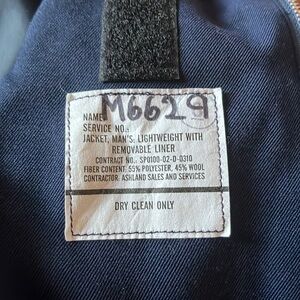 NAME: M6629
SERVICE NO.:
JACKET, MAN'S, LIGHTWEIGHT WITH
REMOVABLE LINER
CONTRACT NO.: SP0100-02-D-0310
FIBER CONTENT: 55% POLYESTER, 45% WOOL
CONTRACTOR: ASHLAND SALES AND SERVICES
DRY CLEAN ONLY